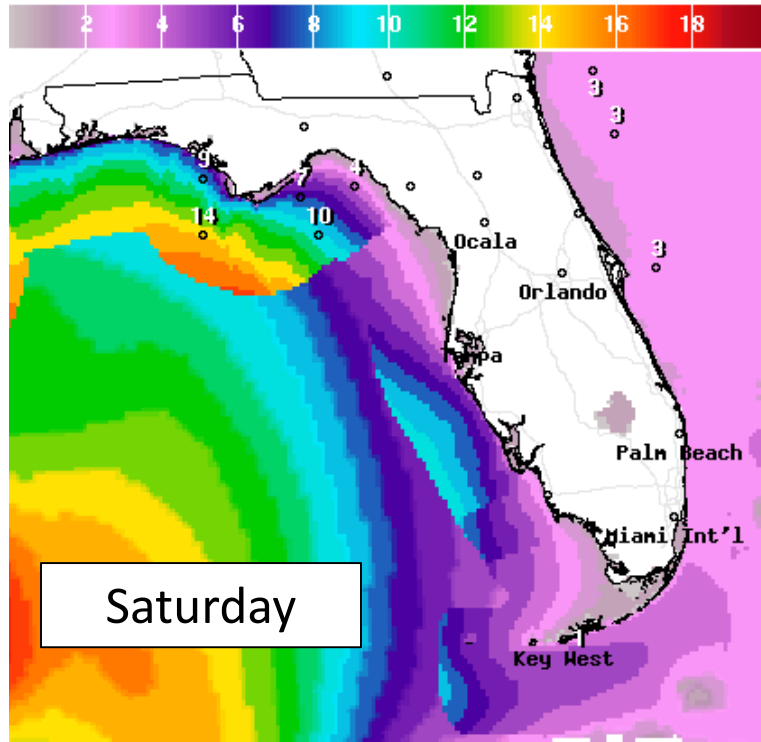 2 4 6 8 10 12 14 16 18
3
3
9
4
7
14 10
Ocala
3
Orlando
Tampa
Palm Beach
Miami Int'l
Saturday
Key West